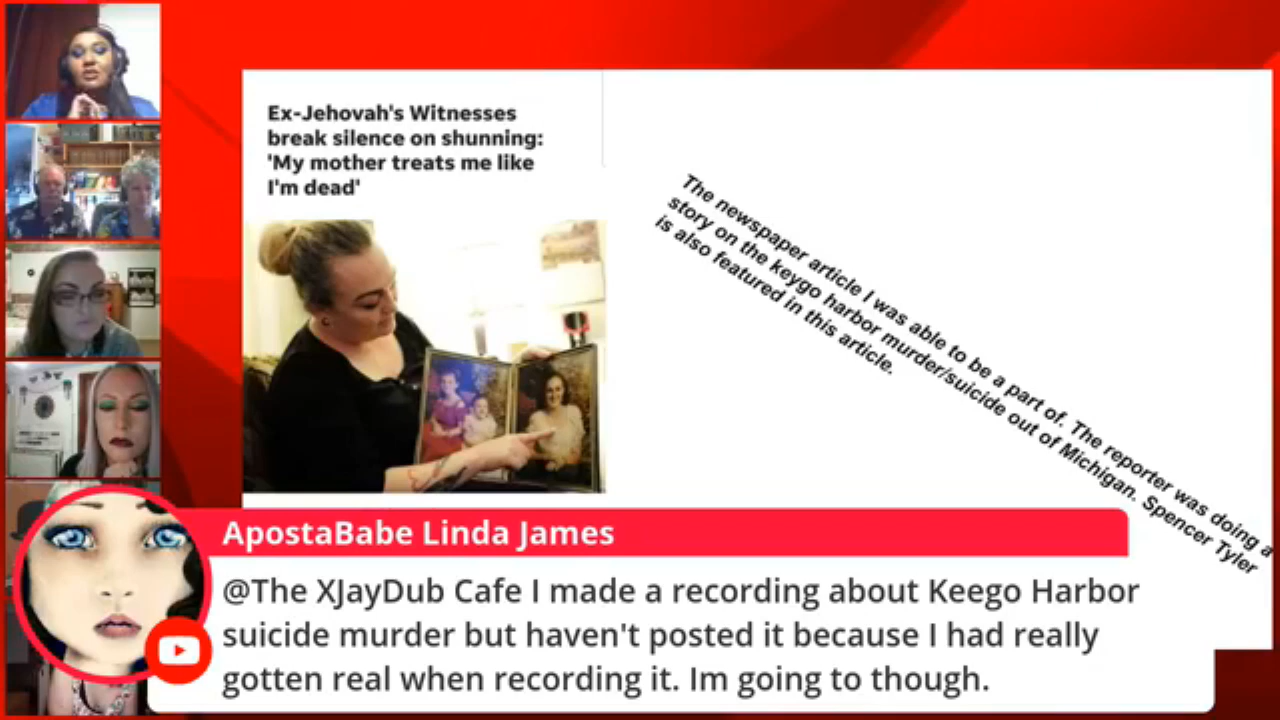 Ex-Jehovah's Witnesses
break silence on shunning:
'My mother treats me like
I'm dead'
The newspaper article I was able to be a part of. The reporter was doing a
story on the keygo harbor murder/suicide out of Michigan. Spencer Tyler
is also featured in this article.
ApostaBabe Linda James
@The XJayDub Cafe I made a recording about Keego Harbor
suicide murder but haven't posted it because I had really
gotten real when recording it. Im going to though.